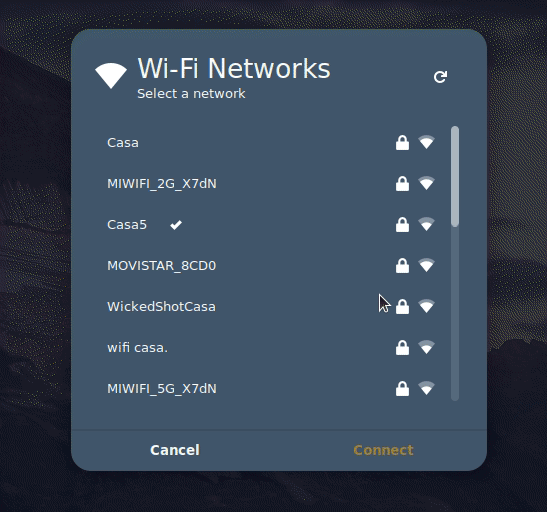 Wi-Fi Networks
Select a network
Casa
MIWIFI_2G_X7dN
Casa5
MOVISTAR_8CD0
WickedShotCasa
wifi casa.
MIWIFI_5G_X7dN
Cancel Connect